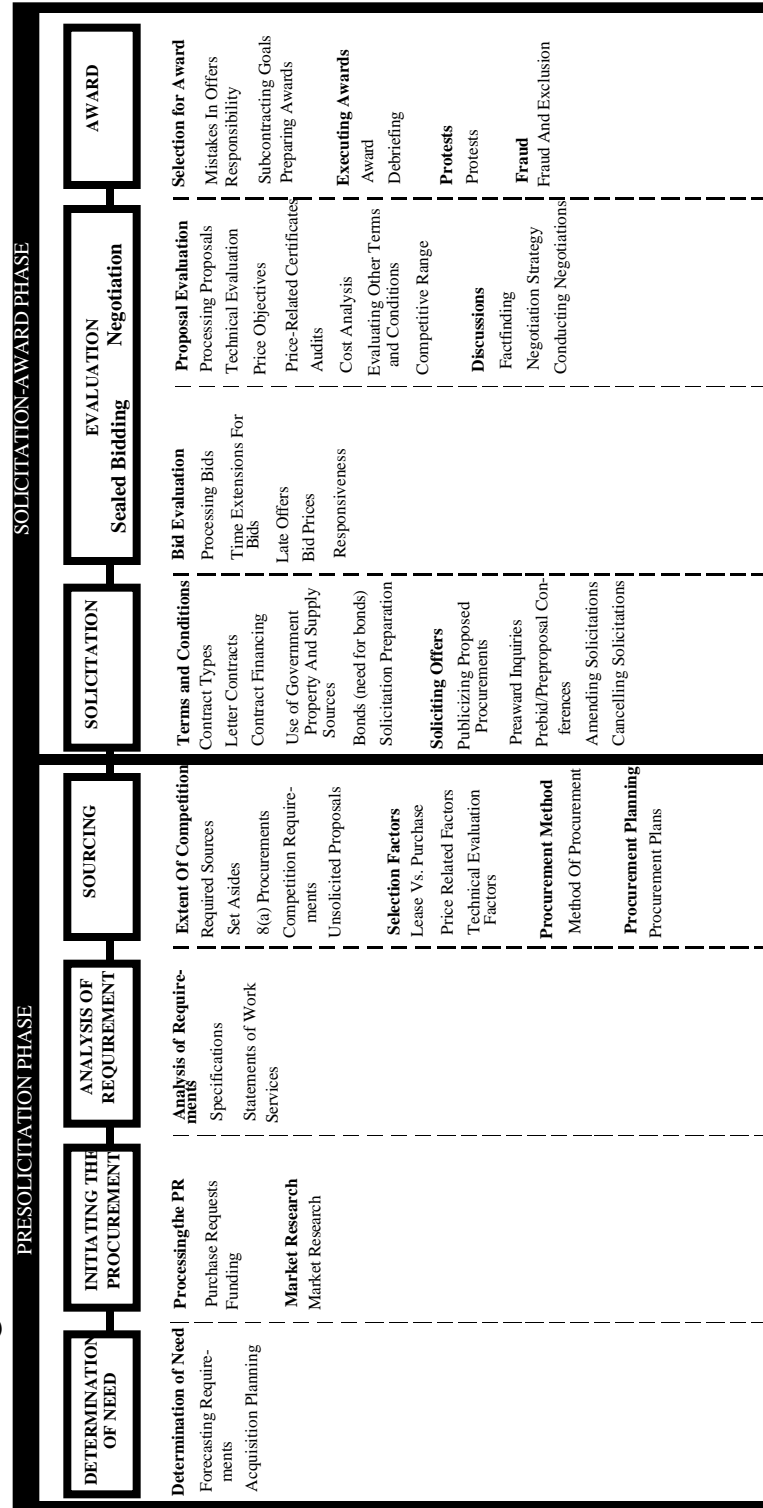 PRESOLICITATION PHASE
SOLICITATION-AWARD PHASE
DETERMINATION
OF NEED
INITIATING THE
PROCUREMENT
ANALYSIS OF
REQUIREMENT
SOURCING
SOLICITATION
EVALUATION
Sealed Bidding Negotiation
AWARD
Determination of Need
Forecasting Require-
ments
Acquisition Planning
Processingthe PR
Purchase Requests
Funding
Market Research
Market Research
Analysis of Require-
ments
Specifications
Statements of Work
Services
Extent Of Competition
Required Sources
Set Asides
8(a) Procurements
Competition Require-
ments
Unsolicited Proposals
Selection Factors
Lease Vs. Purchase
Price Related Factors
Technical Evaluation
Factors
Procurement Method
Method Of Procurement
Procurement Planning
Procurement Plans
Terms and Conditions
Contract Types
Letter Contracts
Contract Financing
Use of Government
Property And Supply
Sources
Bonds (need for bonds)
Solicitation Preparation
Soliciting Offers
Publicizing Proposed
Procurements
Preaward Inquiries
Prebid/Preproposal Con-
ferences
Amending Solicitations
Cancelling Solicitations
Bid Evaluation
Processing Bids
Time Extensions For
Bids
Late Offers
Bid Prices
Responsiveness
Proposal Evaluation
Processing Proposals
Technical Evaluation
Price Objectives
Price-Related Certificates
Audits
Cost Analysis
Evaluating Other Terms
and Conditions
Competitive Range
Discussions
Factfinding
Negotiation Strategy
Conducting Negotiations
Selection for Award
Mistakes In Offers
Responsibility
Subcontracting Goals
Preparing Awards
Executing Awards
Award
Debriefing
Protests
Protests
Fraud
Fraud And Exclusion